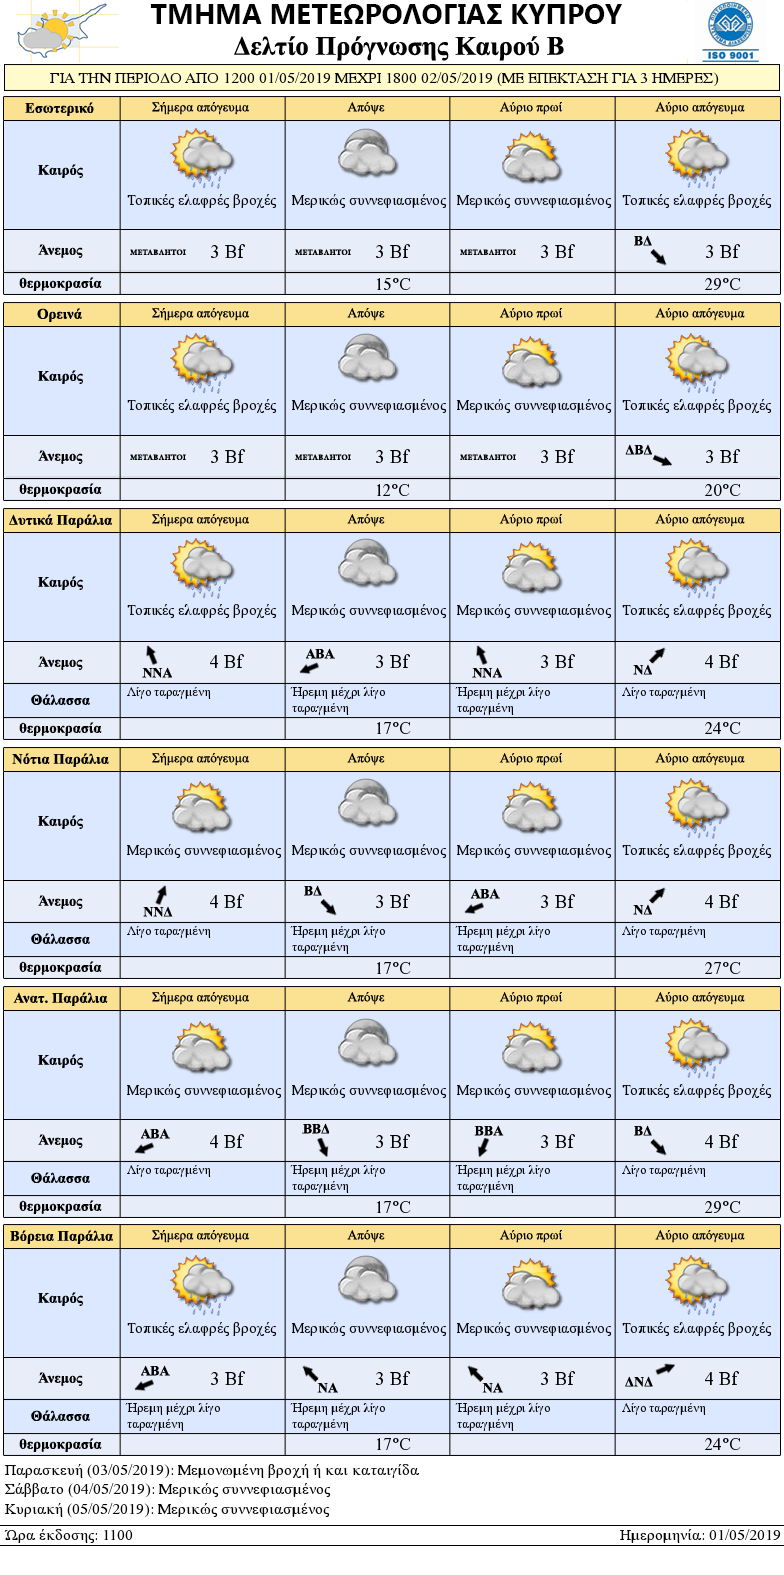 ΤΜΗΜΑ ΜΕΤΕΩΡΟΛΟΓΙΑΣ ΚΥΠΡΟΥ
Δελτίο Πρόγνωσης Καιρού Β
ISO 9001
ΓΙΑ ΤΗΝ ΠΕΡΙΟΔΟ ΑΠΟ 1200 01/05/2019 ΜΕΧΡΙ 1800 02/05/2019 (ΜΕ ΕΠΕΚΤΑΣΗ ΓΙΑ 3 ΗΜΕΡΕΣ)
Εσωτερικό Σήμερα απόγευμα Απόψε Αύριο πρωί Αύριο απόγευμα
Καιρός
Τοπικές ελαφρές βροχές Μερικώς συννεφιασμένος Μερικώς συννεφιασμένος Τοπικές ελαφρές βροχές
Άνεμος ΜΕΤΑΒΛΗΤΟΙ 3 Bf ΜΕΤΑΒΛΗΤΟΙ 3 Bf ΜΕΤΑΒΛΗΤΟΙ 3 Bf ΒΔ 3 Bf
θερμοκρασία 15°C 29°C
Ορεινά Σήμερα απόγευμα Απόψε Αύριο πρωί Αύριο απόγευμα
Καιρός
Τοπικές ελαφρές βροχές Μερικώς συννεφιασμένος Μερικώς συννεφιασμένος Τοπικές ελαφρές βροχές
Άνεμος ΜΕΤΑΒΛΗΤΟΙ 3 Bf ΜΕΤΑΒΛΗΤΟΙ 3 Bf ΜΕΤΑΒΛΗΤΟΙ 3 Bf ΔΒΔ 3 Bf
θερμοκρασία 12°C 20°C
Δυτικά Παράλια Σήμερα απόγευμα Απόψε Αύριο πρωί Αύριο απόγευμα
Καιρός
Τοπικές ελαφρές βροχές Μερικώς συννεφιασμένος Μερικώς συννεφιασμένος Τοπικές ελαφρές βροχές
Άνεμος ΝΝΑ 4 Bf ΑΒΑ 3 Bf ΝΝΑ 3 Bf ΝΔ 4 Bf
Θάλασσα Λίγο ταραγμένη Ήρεμη μέχρι λίγο ταραγμένη Ήρεμη μέχρι λίγο ταραγμένη Λίγο ταραγμένη
θερμοκρασία 17°C 24°C
Νότια Παράλια Σήμερα απόγευμα Απόψε Αύριο πρωί Αύριο απόγευμα
Καιρός
Μερικώς συννεφιασμένος Μερικώς συννεφιασμένος Μερικώς συννεφιασμένος Τοπικές ελαφρές βροχές
Άνεμος ΝΝΔ 4 Bf ΒΔ 3 Bf ΑΒΑ 3 Bf ΝΔ 4 Bf
Θάλασσα Λίγο ταραγμένη Ήρεμη μέχρι λίγο ταραγμένη Ήρεμη μέχρι λίγο ταραγμένη Λίγο ταραγμένη
θερμοκρασία 17°C 27°C
Ανατ. Παράλια Σήμερα απόγευμα Απόψε Αύριο πρωί Αύριο απόγευμα
Καιρός
Μερικώς συννεφιασμένος Μερικώς συννεφιασμένος Μερικώς συννεφιασμένος Τοπικές ελαφρές βροχές
Άνεμος ΑΒΑ 4 Bf ΒΒΔ 3 Bf ΒΒΑ 3 Bf ΒΔ 4 Bf
Θάλασσα Λίγο ταραγμένη Ήρεμη μέχρι λίγο ταραγμένη Ήρεμη μέχρι λίγο ταραγμένη Λίγο ταραγμένη
θερμοκρασία 17°C 29°C
Βόρεια Παράλια Σήμερα απόγευμα Απόψε Αύριο πρωί Αύριο απόγευμα
Καιρός
Τοπικές ελαφρές βροχές Μερικώς συννεφιασμένος Μερικώς συννεφιασμένος Τοπικές ελαφρές βροχές
Άνεμος ΑΒΑ 3 Bf ΝΑ 3 Bf ΝΑ 3 Bf ΔΝΔ 4 Bf
Θάλασσα Ήρεμη μέχρι λίγο ταραγμένη Ήρεμη μέχρι λίγο ταραγμένη Ήρεμη μέχρι λίγο ταραγμένη Λίγο ταραγμένη
θερμοκρασία 17°C 24°C
Παρασκευή (03/05/2019): Μεμονωμένη βροχή ή και καταιγίδα
Σάββατο (04/05/2019): Μερικώς συννεφιασμένος
Κυριακή (05/05/2019): Μερικώς συννεφιασμένος
Ώρα έκδοσης: 1100 Ημερομηνία: 01/05/2019